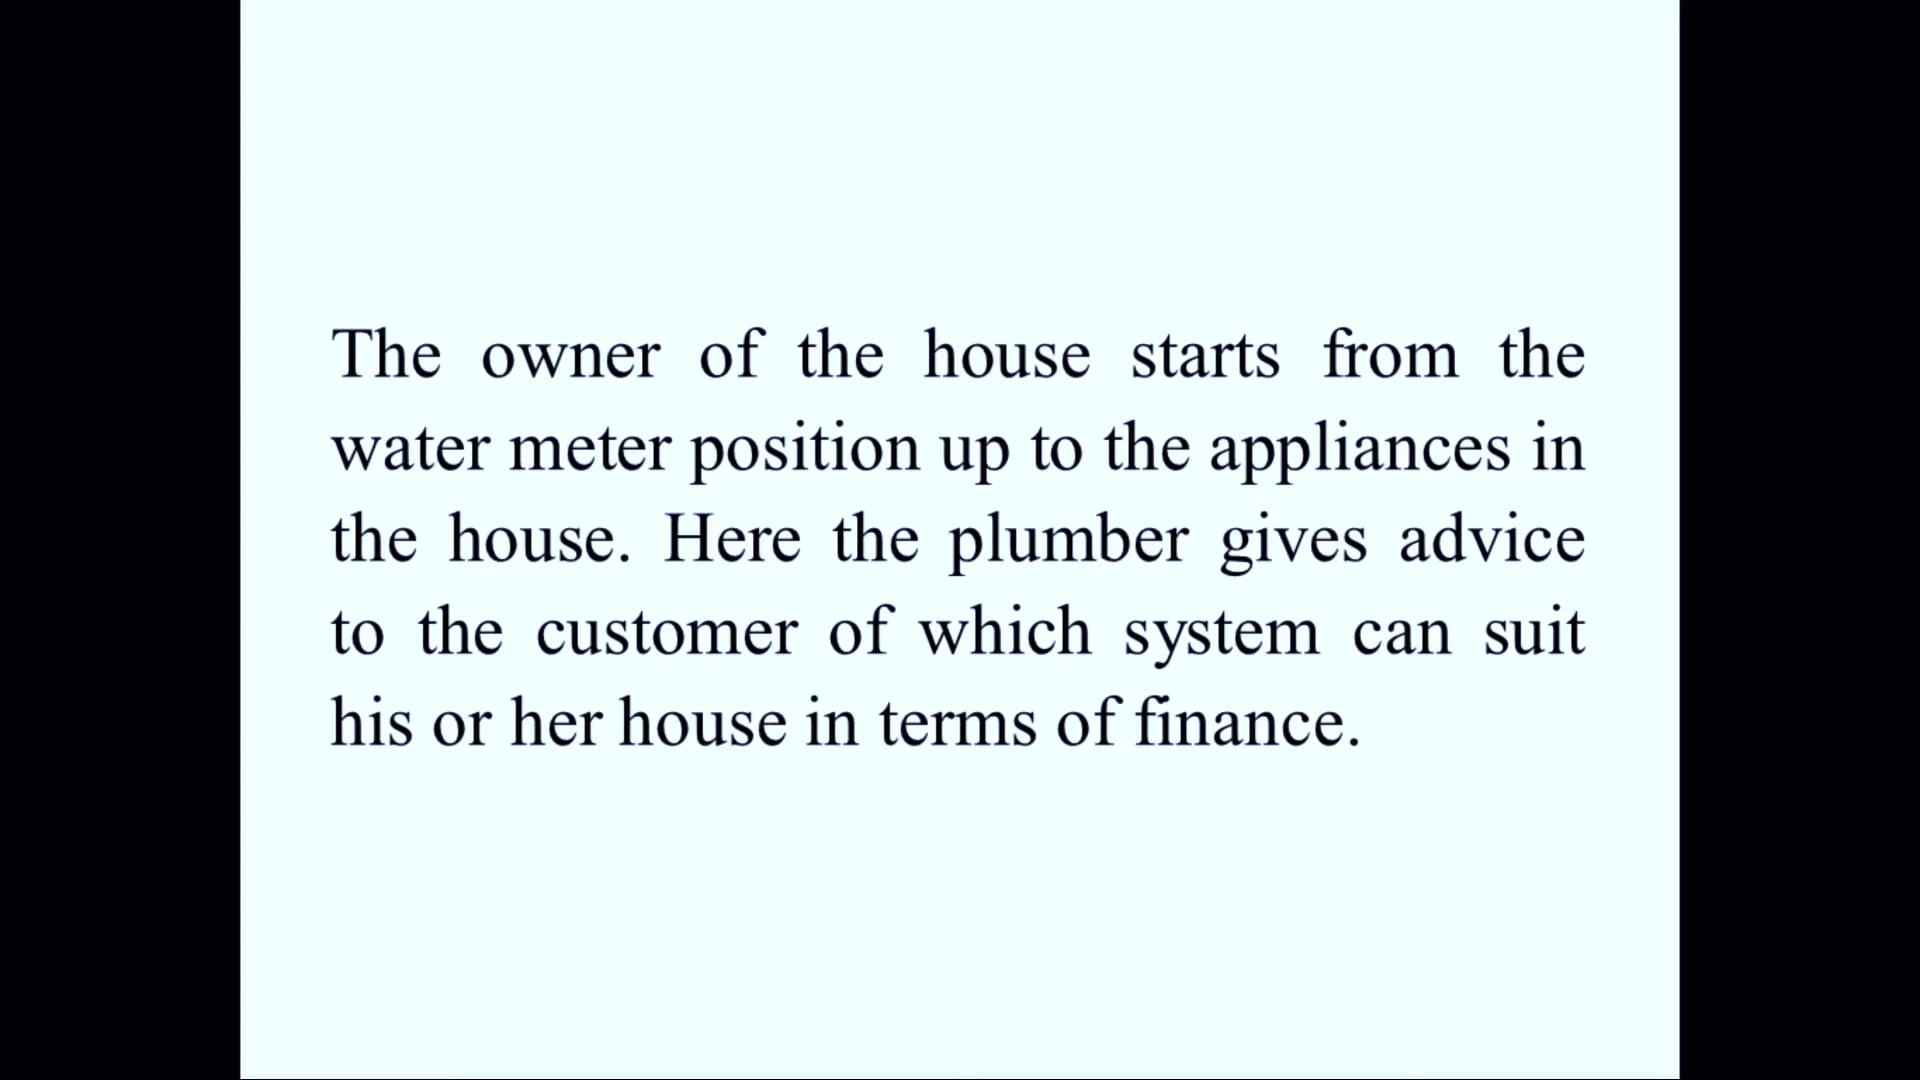 The owner of the house starts from the
water meter position up to the appliances in
the house. Here the plumber gives advice
to the customer of which system can suit
his or her house in terms of finance.